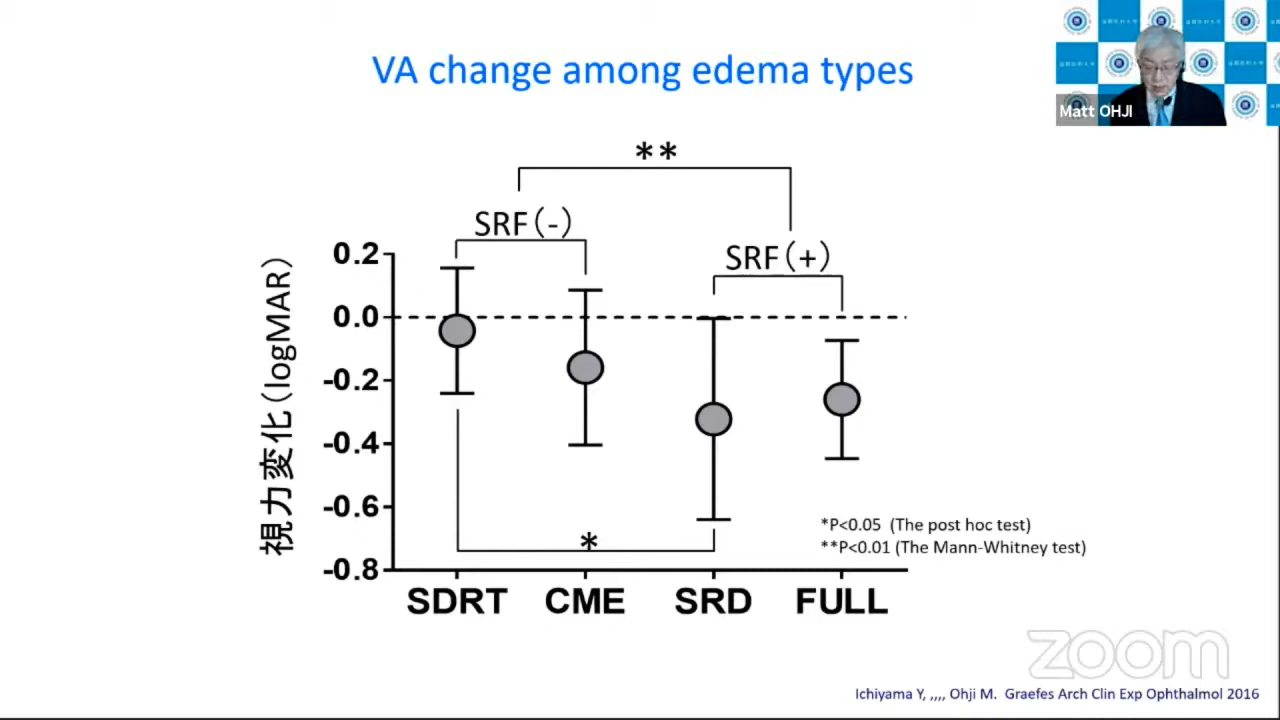 VA change among edema types
Matt OHJI
**
SRF(-)
SRF(+)
0.2
0.0
-0.2
-0.4
-0.6
-0.8
視力変化(logMAR)
*
*P<0.05 (The post hoc test)
**P<0.01 (The Mann-Whitney test)
SDRT CME SRD FULL
zoom
Ichiyama Y, ,,,, Ohji M. Graefes Arch Clin Exp Ophthalmol 2016